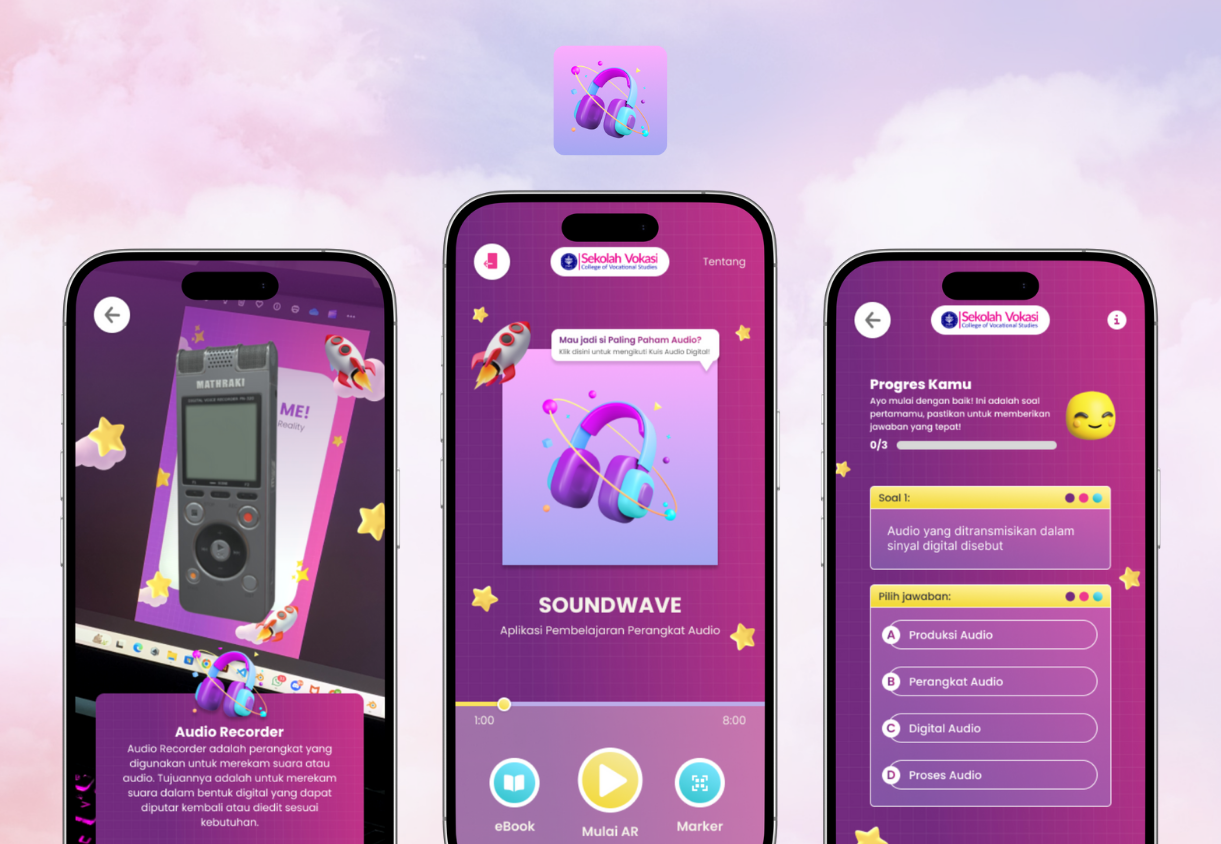 MATHRAKI
ME!
Reality
Audio Recorder
Audio Recorder adalah perangkat yang
digunakan untuk merekam suara atau
audio. Tujuannya adalah untuk merekam
suara dalam bentuk digital yang dapat
diputar kembali atau diedit sesuai
kebutuhan.
Sekolah Vokasi
College of Vocational Studies
Tentang
Mau jadi si Paling Paham Audio?
Klik disini untuk mengikuti Kuis Audio Digital!
SOUNDWAVE
Aplikasi Pembelajaran Perangkat Audio
1:00
8:00
eBook
Mulai AR
Marker
Sekolah Vokasi
College of Vocational Studies
i
Progres Kamu
Ayo mulai dengan baik! Ini adalah soal
pertamamu, pastikan untuk memberikan
jawaban yang tepat!
0/3
Soal 1:
Audio yang ditransmisikan dalam
sinyal digital disebut
Pilih jawaban:
A Produksi Audio
B Perangkat Audio
C Digital Audio
D Proses Audio